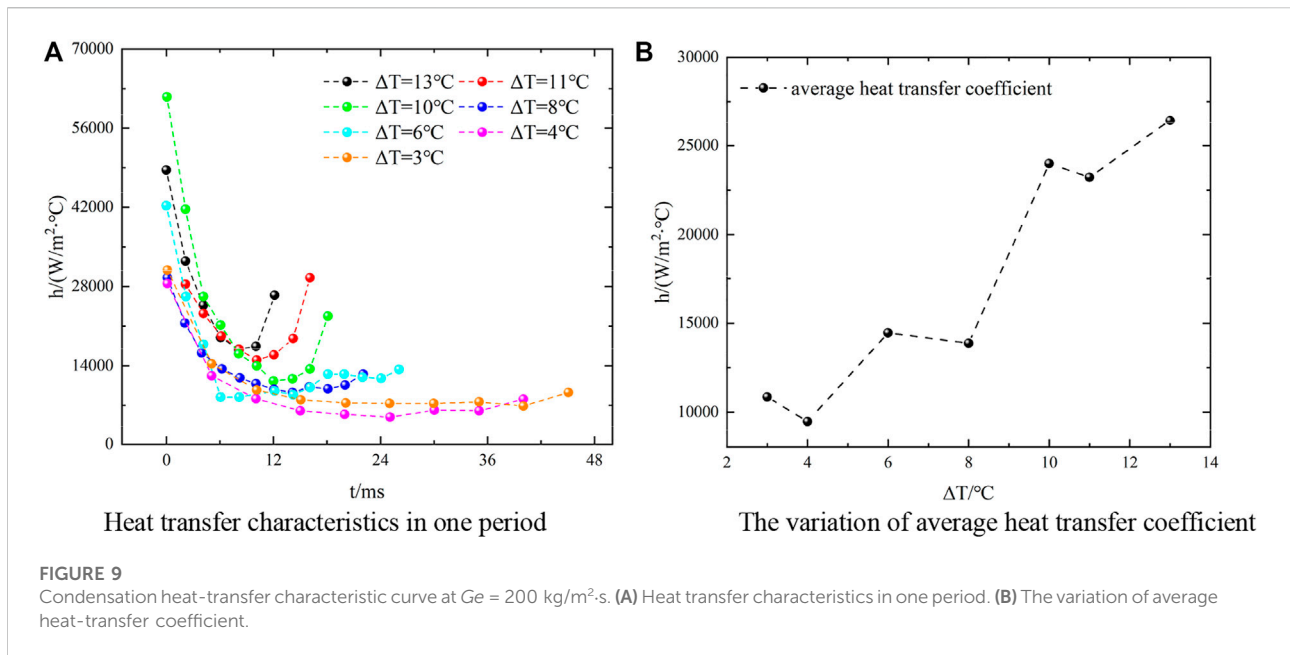 A
70000
56000
42000
28000
14000
0
h/(W/m²·°C)
ΔT=13℃ ΔT=11℃
ΔT=10℃ ΔT=8℃
ΔT=6℃ ΔT=4℃
ΔT=3℃
0 12 24 36 48
t/ms
Heat transfer characteristics in one period
B
30000
25000
20000
15000
10000
h/(W/m²·°C)
average heat transfer coefficient
2 4 6 8 10 12 14
ΔT/°C
The variation of average heat transfer coefficient
FIGURE 9
Condensation heat-transfer characteristic curve at Ge = 200 kg/m²·s. (A) Heat transfer characteristics in one period. (B) The variation of average
heat-transfer coefficient.